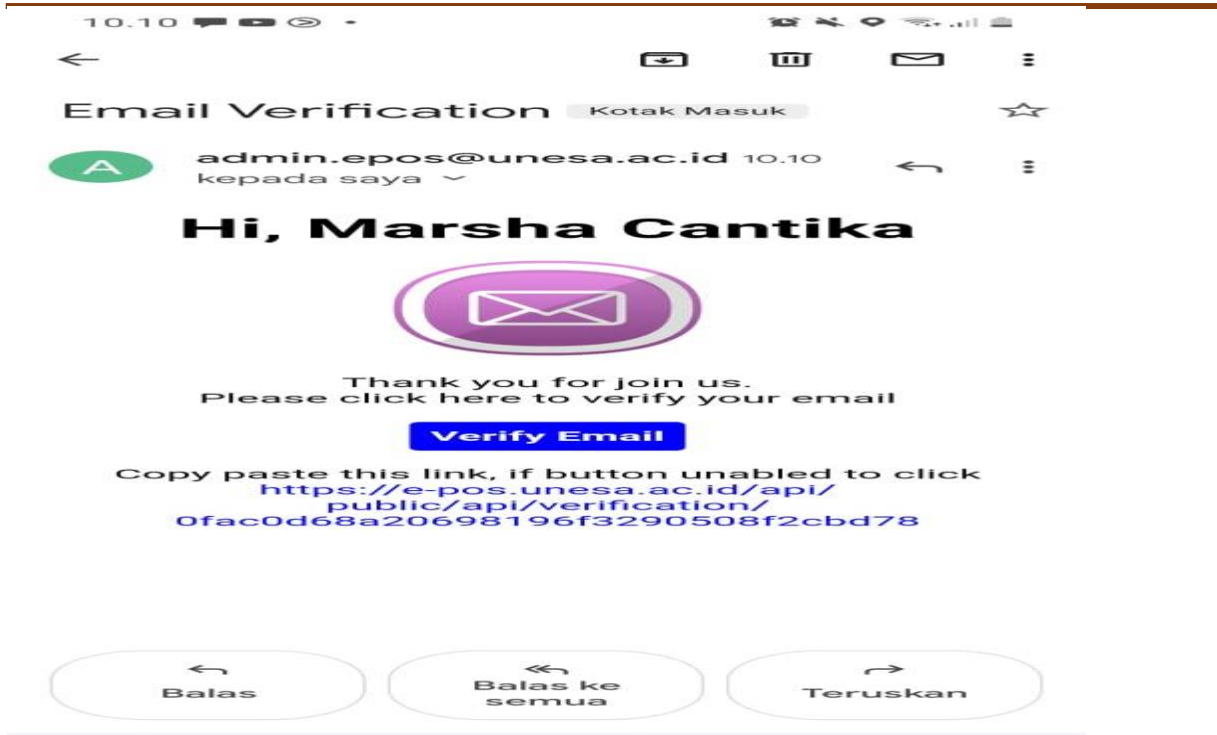 10.10
Email Verification Kotak Masuk
A
admin.epos@unesa.ac.id 10.10
kepada saya
Hi, Marsha Cantika
Thank you for join us.
Please click here to verify your email
Verify Email
Copy paste this link, if button unabled to click
https://e-pos.unesa.ac.id/api/
public/api/verification/
0fac0d68a20698196f3290508f2cbd78
Balas
Balas ke
semua
Teruskan